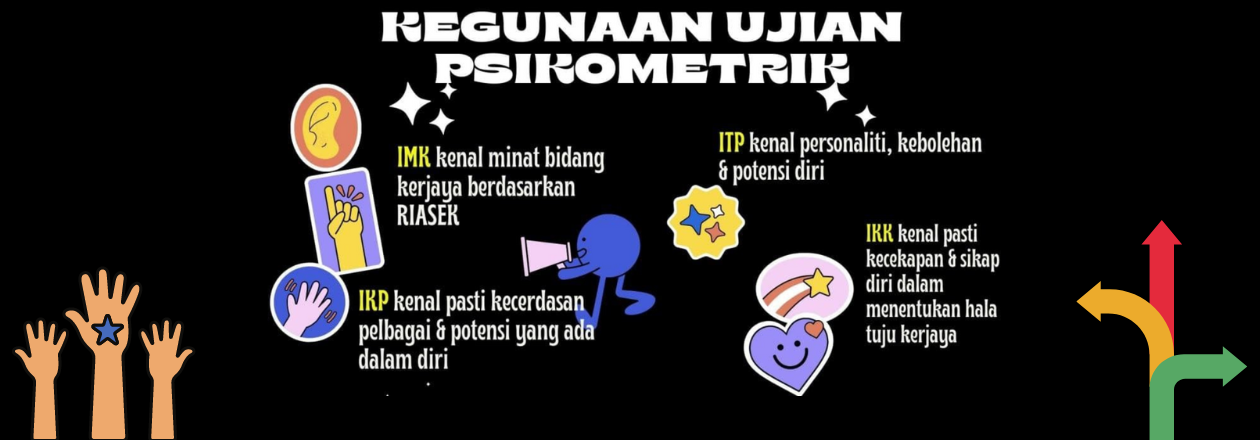 KEGUNAAN UJIAN
PSIKOMETRIK
IMK kenal minat bidang
kerjaya berdasarkan
RIASEK
IKP kenal pasti kecerdasan
pelbagai & potensi yang ada
dalam diri
ITP kenal personaliti, kebolehan
& potensi diri
IKK kenal pasti
kecekapan & sikap
diri dalam
menentukan hala
tuju kerjaya